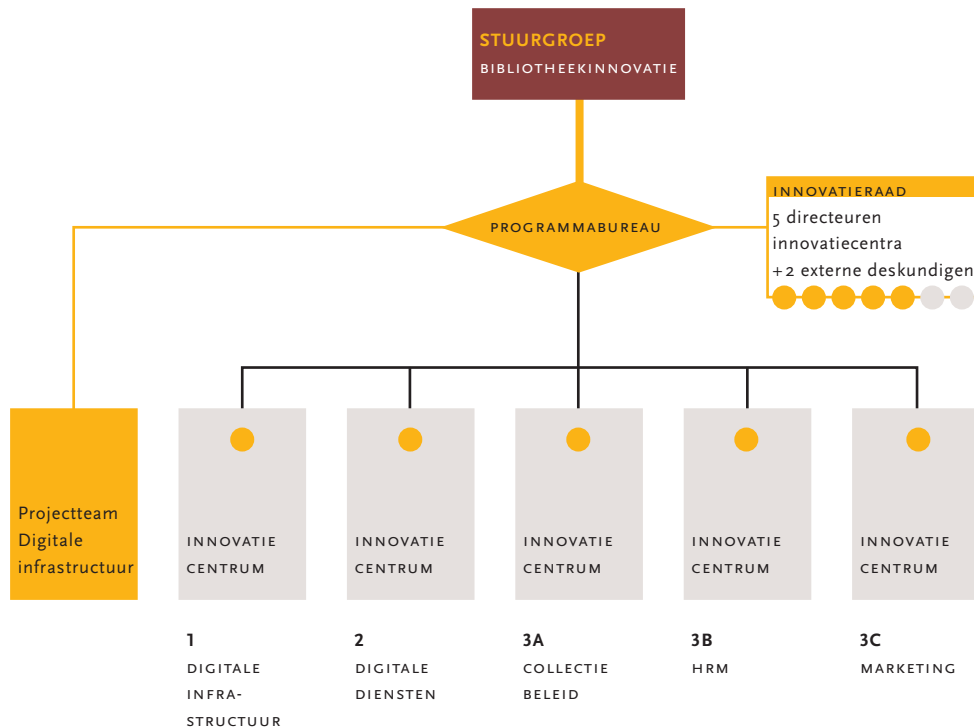 STUURGROEP
BIBLIOTHEEKINNOVATIE
PROGRAMMABUREAU
INNOVATIERAAD
5 directeuren
innovatiecentra
+2 externe deskundigen
Projectteam
Digitale
infrastructuur
INNOVATIE
CENTRUM
INNOVATIE
CENTRUM
INNOVATIE
CENTRUM
INNOVATIE
CENTRUM
INNOVATIE
CENTRUM
1
DIGITALE
INFRA-
STRUCTUUR
2
DIGITALE
DIENSTEN
3A
COLLECTIE
BELEID
3B
HRM
3C
MARKETING